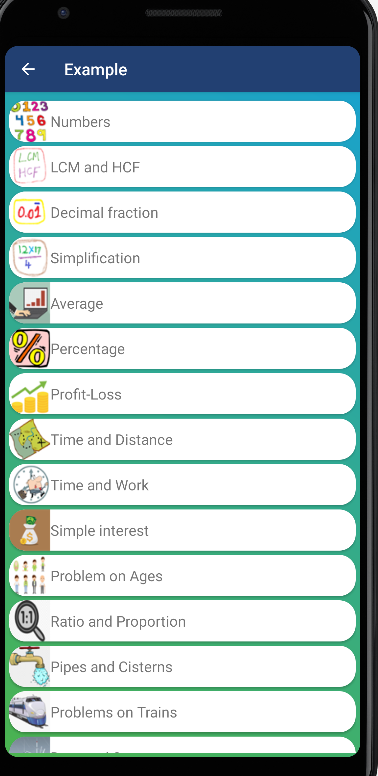 Example
0123
456
789
Numbers
LCM
HCF
LCM and HCF
0.01
Decimal fraction
12x17
4
Simplification
Average
%
Percentage
Profit-Loss
Time and Distance
Time and Work
$
Simple interest
Problem on Ages
1:1
Ratio and Proportion
Pipes and Cisterns
Problems on Trains